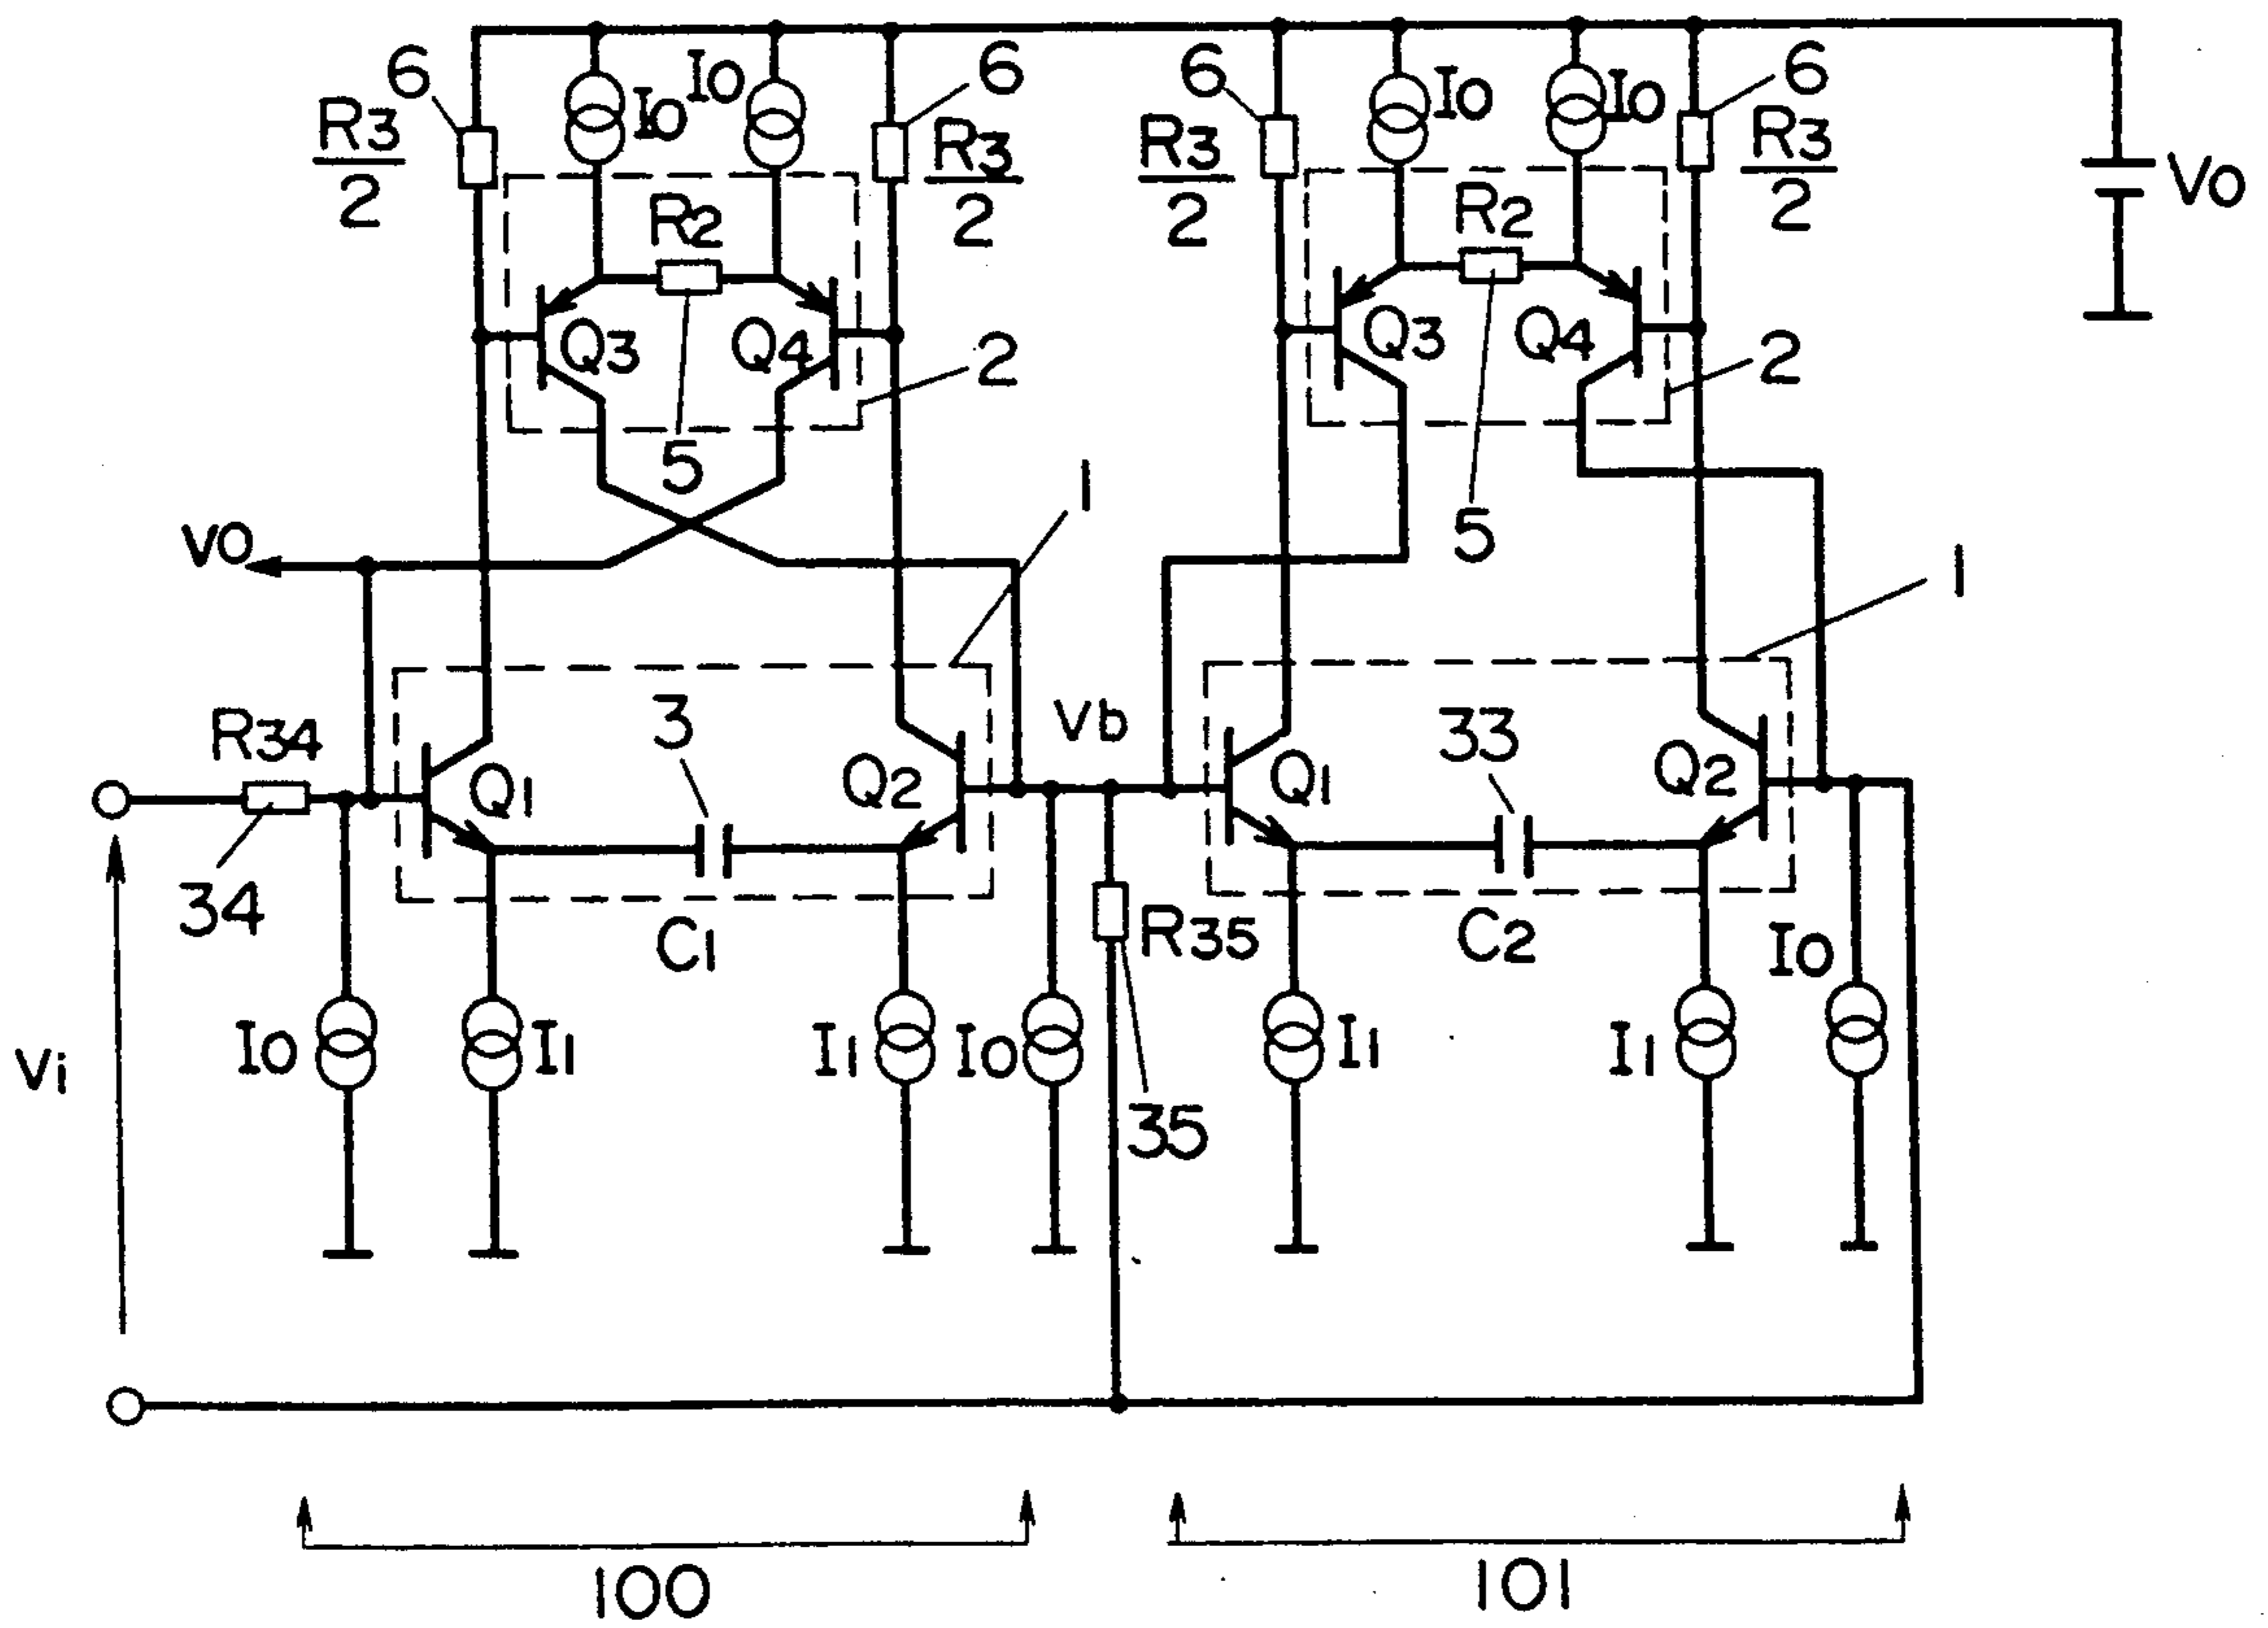 6 Io Io 6 6 Io Io 6
R3/2 R3/2 R3/2 R3/2
R2 R2 Vo
Q3 Q4 2 Q3 Q4 2
5 1 5 1
vo
R34 3 Vb 33
Q1 Q2 Q1 Q2
34 C1 R35 C2 Io
Vi Io I1 I1 Io I1 I1
35
100 101